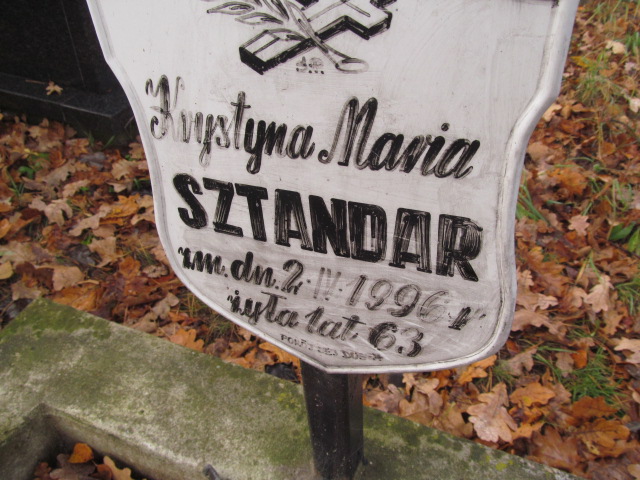 Ś.P.
Krystyna Maria
SZTANDAR
zm. dn. 2. IV. 1996 r.
żyła lat 63